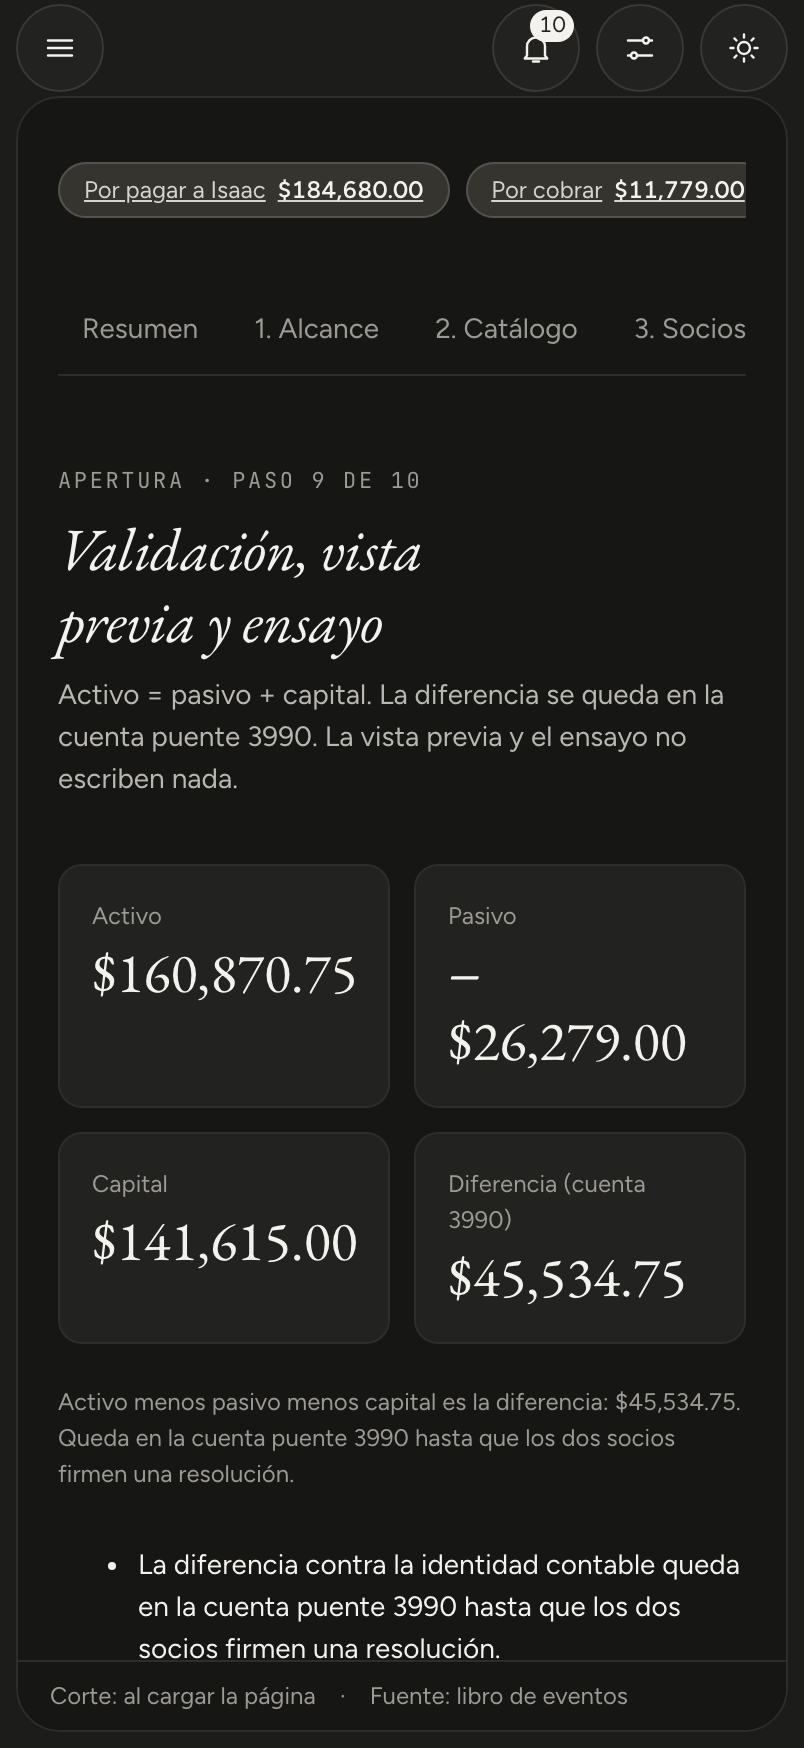 10
Por pagar a Isaac $184,680.00 Por cobrar $11,779.00
Resumen 1. Alcance 2. Catálogo 3. Socios
APERTURA · PASO 9 DE 10
Validación, vista
previa y ensayo
Activo = pasivo + capital. La diferencia se queda en la
cuenta puente 3990. La vista previa y el ensayo no
escriben nada.
Activo
$160,870.75
Pasivo
–
$26,279.00
Capital
$141,615.00
Diferencia (cuenta
3990)
$45,534.75
Activo menos pasivo menos capital es la diferencia: $45,534.75.
Queda en la cuenta puente 3990 hasta que los dos socios
firmen una resolución.
• La diferencia contra la identidad contable queda
en la cuenta puente 3990 hasta que los dos
socios firmen una resolución.
Corte: al cargar la página · Fuente: libro de eventos